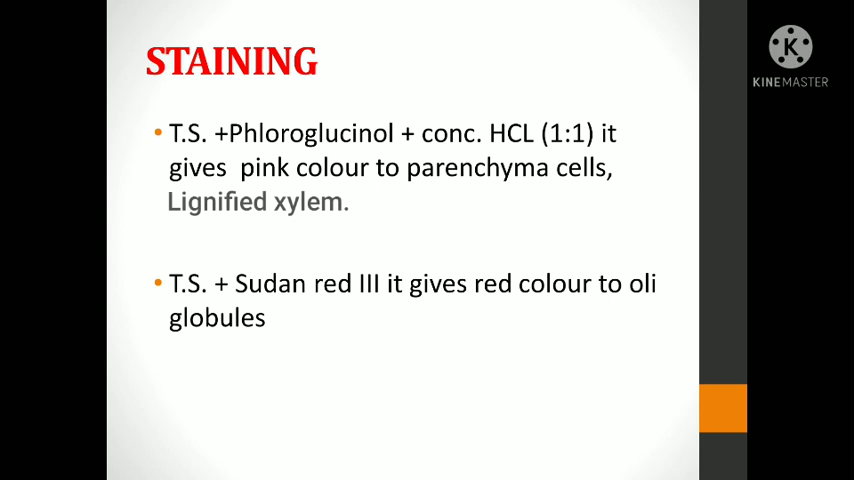 STAINING
K
KINEMASTER
• T.S. +Phloroglucinol + conc. HCL (1:1) it
gives pink colour to parenchyma cells,
Lignified xylem.
• T.S. + Sudan red III it gives red colour to oli
globules